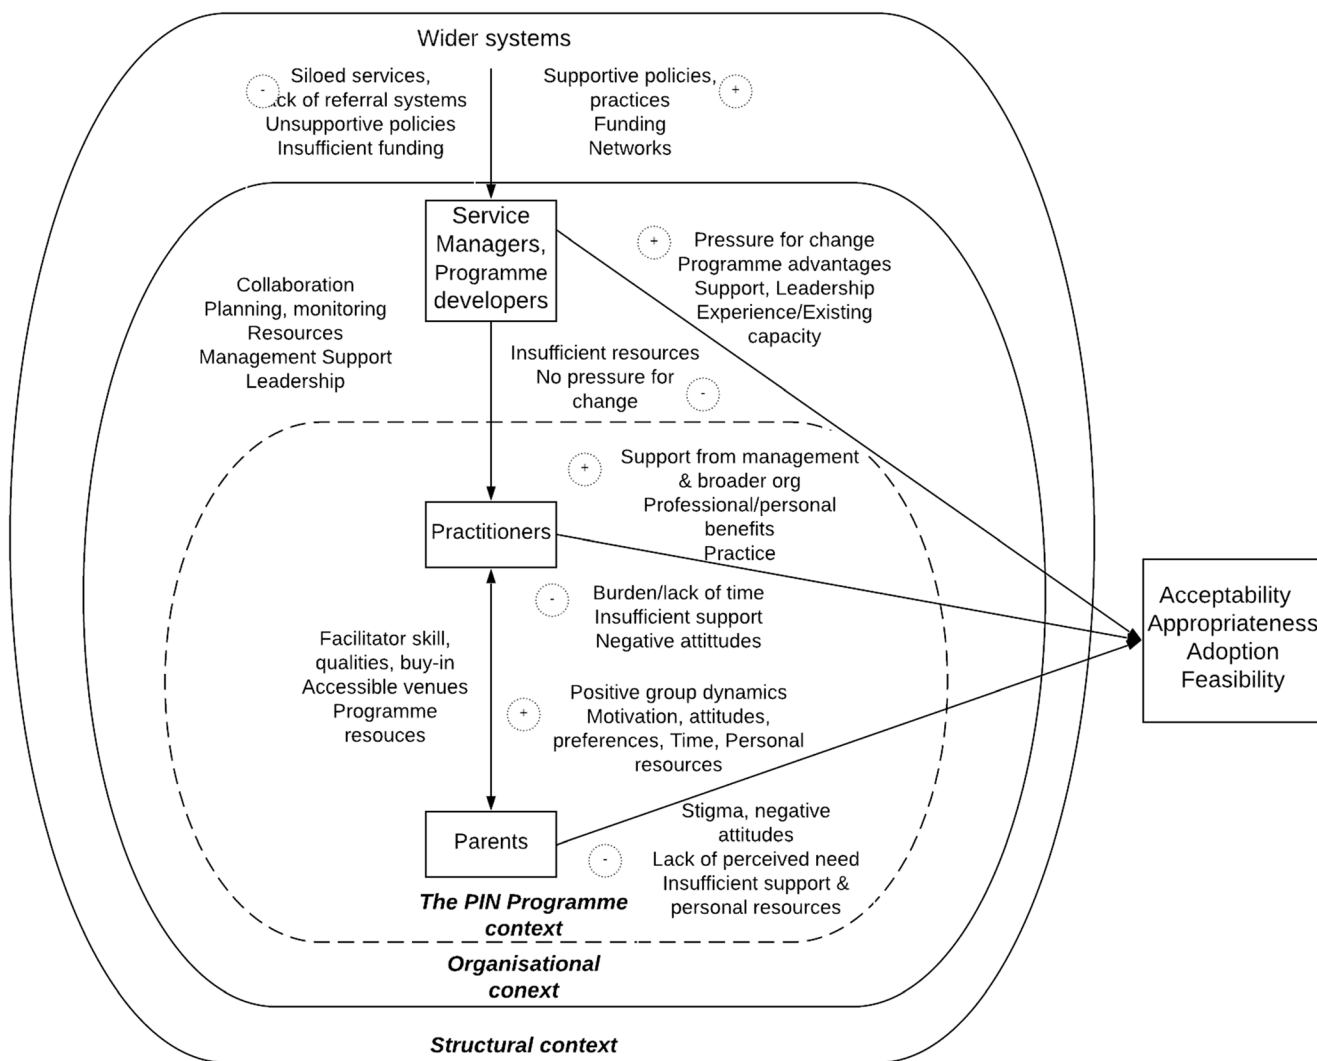 Wider systems
-
Siloed services,
ck of referral systems
Unsupportive policies
Insufficient funding
Supportive policies,
practices
Funding
Networks
+
Service
Managers,
Programme
developers
+
Pressure for change
Programme advantages
Support, Leadership
Experience/Existing
capacity
Collaboration
Planning, monitoring
Resources
Management Support
Leadership
Insufficient resources
No pressure for
change
-
+
Support from management
& broader org
Professional/personal
benefits
Practice
Practitioners
-
Burden/lack of time
Insufficient support
Negative attittudes
Acceptability
Appropriateness
Adoption
Feasibility
Facilitator skill,
qualities, buy-in
Accessible venues
Programme
resouces
+
Positive group dynamics
Motivation, attitudes,
preferences, Time, Personal
resources
Parents
-
Stigma, negative
attitudes
Lack of perceived need
Insufficient support &
personal resources
The PIN Programme
context
Organisational
conext
Structural context